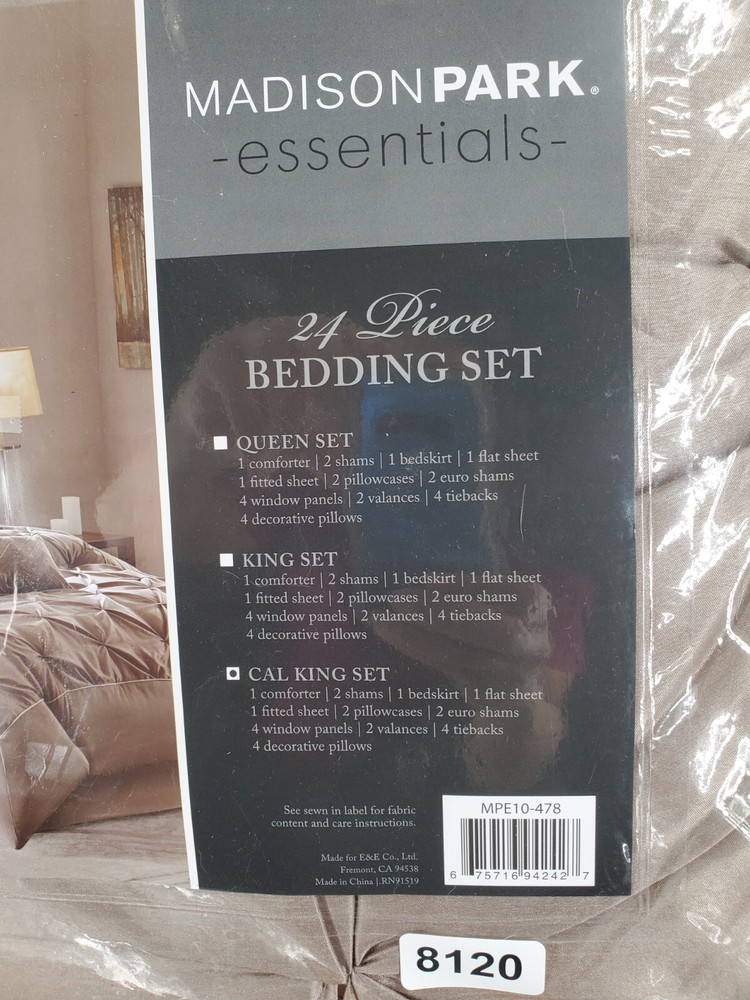 MADISONPARK®
-essentials-
24 Piece
BEDDING SET
QUEEN SET
1 comforter | 2 shams | 1 bedskirt | 1 flat sheet
1 fitted sheet | 2 pillowcases | 2 euro shams
4 window panels | 2 valances | 4 tiebacks
4 decorative pillows
KING SET
1 comforter | 2 shams | 1 bedskirt | 1 flat sheet
1 fitted sheet | 2 pillowcases | 2 euro shams
4 window panels | 2 valances | 4 tiebacks
4 decorative pillows
CAL KING SET
1 comforter | 2 shams | 1 bedskirt | 1 flat sheet
1 fitted sheet | 2 pillowcases | 2 euro shams
4 window panels | 2 valances | 4 tiebacks
4 decorative pillows
See sewn in label for fabric
content and care instructions.
Made for E&E Co., Ltd.
Fremont, CA 94538
Made in China | RN91519
MPE10-478
6 75716 94242 7
8120